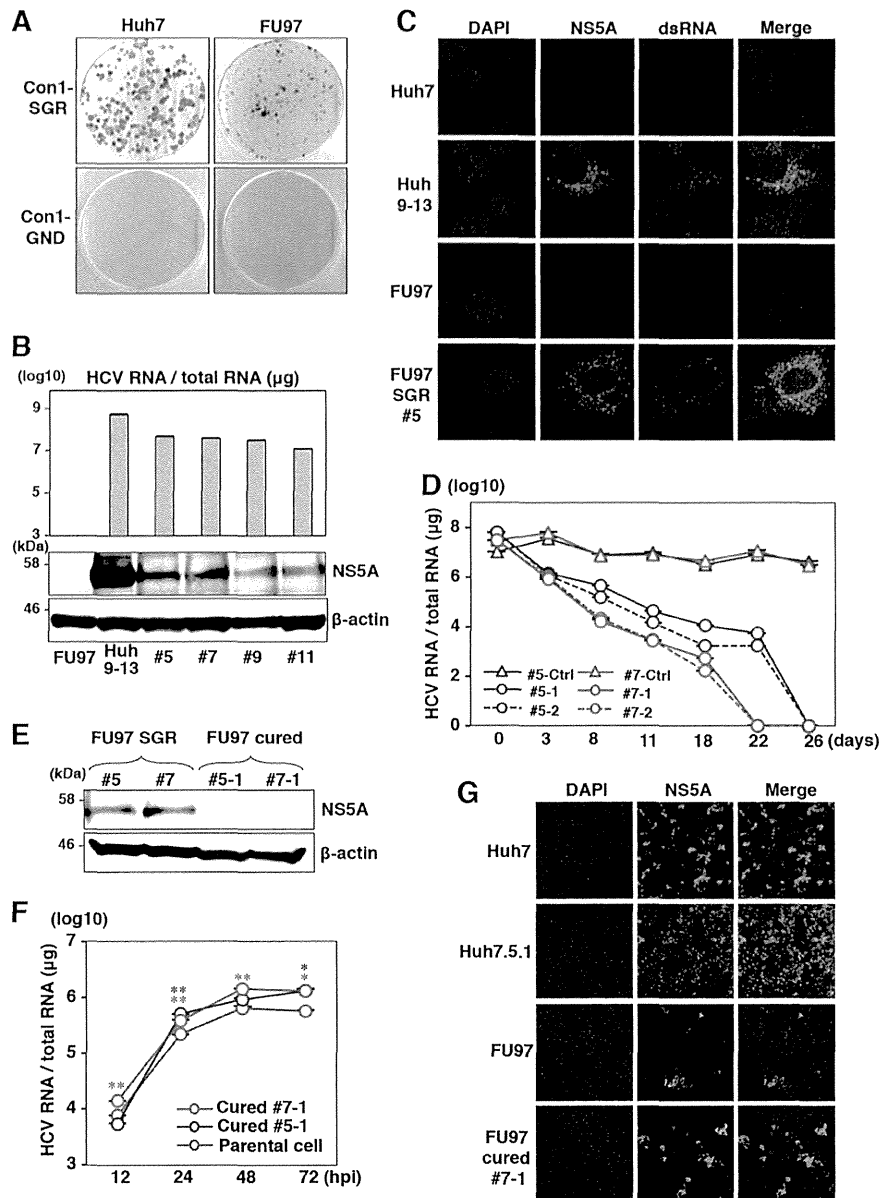 A
Huh7 FU97
Con1-
SGR
Con1-
GND
B
(log10) HCV RNA / total RNA (μg)
9
7
5
3
(kDa)
58
NS5A
46
β-actin
FU97 Huh
9-13 #5 #7 #9 #11
C
DAPI NS5A dsRNA Merge
Huh7
Huh
9-13
FU97
FU97
SGR
#5
D (log10)
HCV RNA / total RNA (μg)
8
6
4
2
0
#5-Ctrl #7-Ctrl
#5-1 #7-1
#5-2 #7-2
0 3 8 11 18 22 26 (days)
E
FU97 SGR FU97 cured
(kDa) #5 #7 #5-1 #7-1
58
NS5A
46
β-actin
F (log10)
HCV RNA / total RNA (μg)
7
6
5
4
3
** ** ** ** * *
Cured #7-1
Cured #5-1
Parental cell
12 24 48 72 (hpi)
G
DAPI NS5A Merge
Huh7
Huh7.5.1
FU97
FU97
cured
#7-1